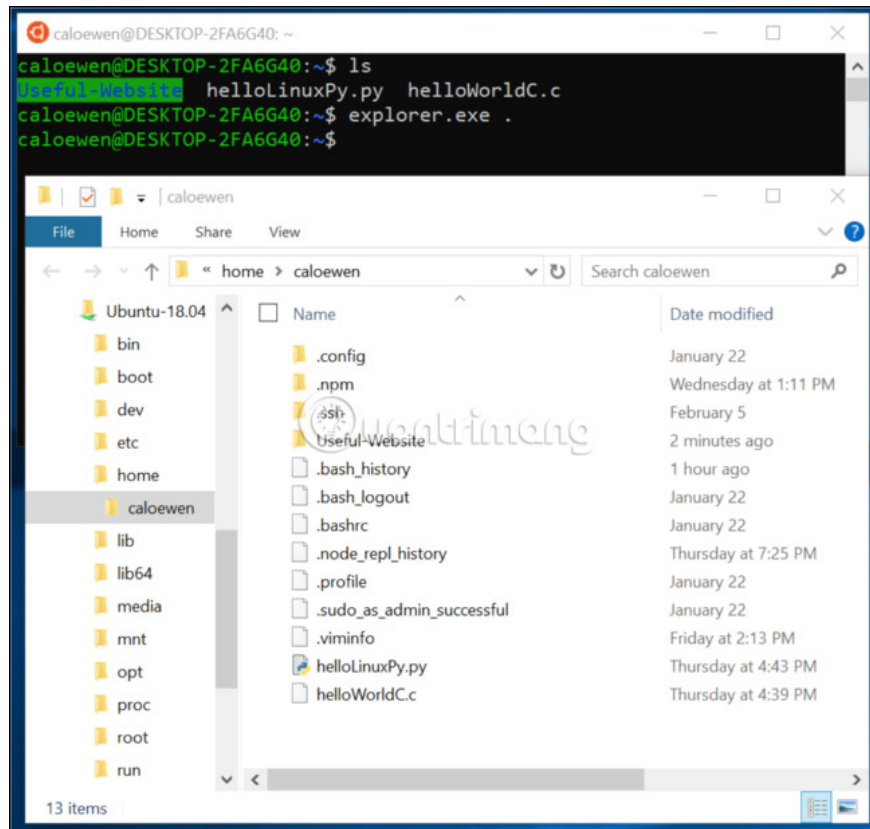 caloewen@DESKTOP-2FA6G40: ~
caloewen@DESKTOP-2FA6G40:~$ ls
Useful-Website helloLinuxPy.py helloWorldC.c
caloewen@DESKTOP-2FA6G40:~$ explorer.exe .
caloewen@DESKTOP-2FA6G40:~$
caloewen
File Home Share View
« home > caloewen Search caloewen
Ubuntu-18.04
bin
boot
dev
etc
home
caloewen
lib
lib64
media
mnt
opt
proc
root
run
Name Date modified
.config January 22
.npm Wednesday at 1:11 PM
.ssh February 5
Useful-Website 2 minutes ago
.bash_history 1 hour ago
.bash_logout January 22
.bashrc January 22
.node_repl_history Thursday at 7:25 PM
.profile January 22
.sudo_as_admin_successful January 22
.viminfo Friday at 2:13 PM
helloLinuxPy.py Thursday at 4:43 PM
helloWorldC.c Thursday at 4:39 PM
Quantrimang
13 items